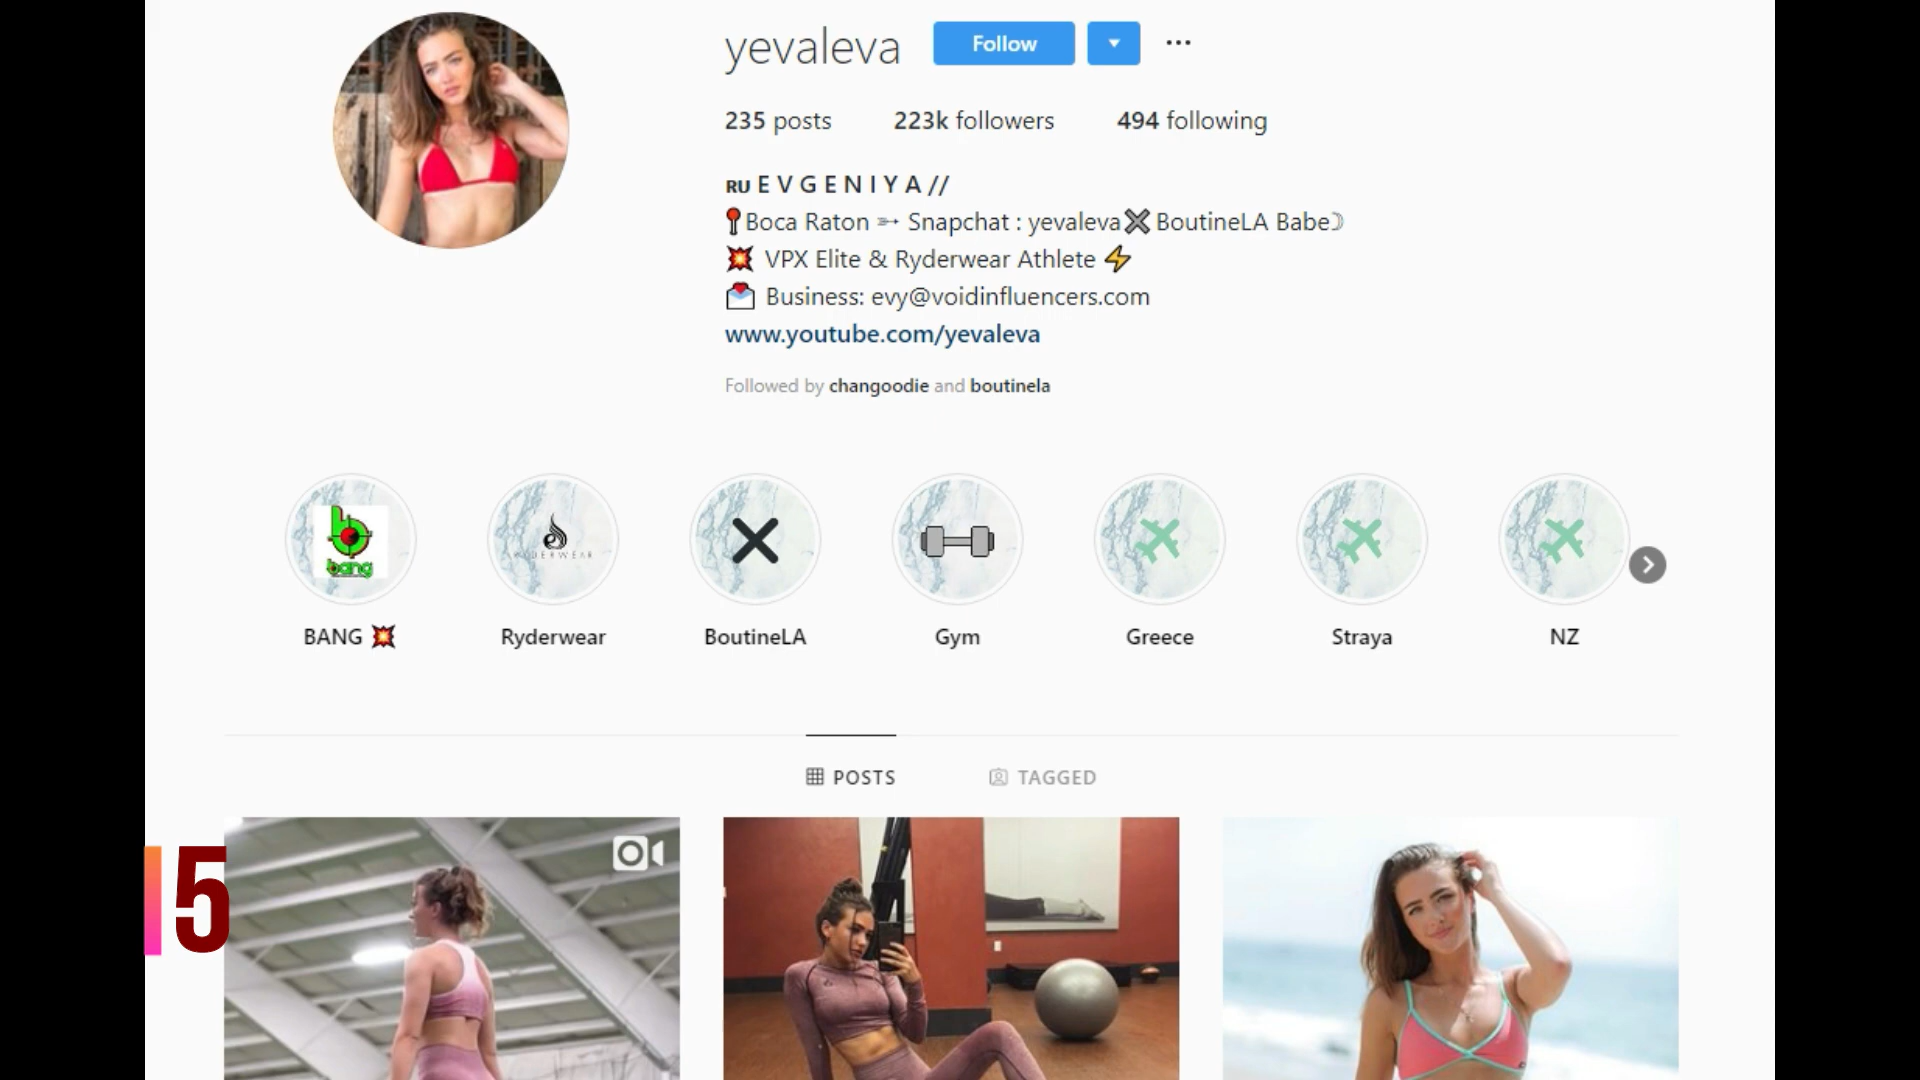 yevaleva Follow
235 posts 223k followers 494 following
RU E V G E N I Y A //
Boca Raton ➵ Snapchat : yevaleva✖ BoutineLA Babe☽
💥 VPX Elite & Ryderwear Athlete ⚡
💌 Business: evy@voidinfluencers.com
www.youtube.com/yevaleva
Followed by changoodie and boutinela
bang
BANG 💥 Ryderwear BoutineLA Gym Greece Straya NZ
POSTS TAGGED
5